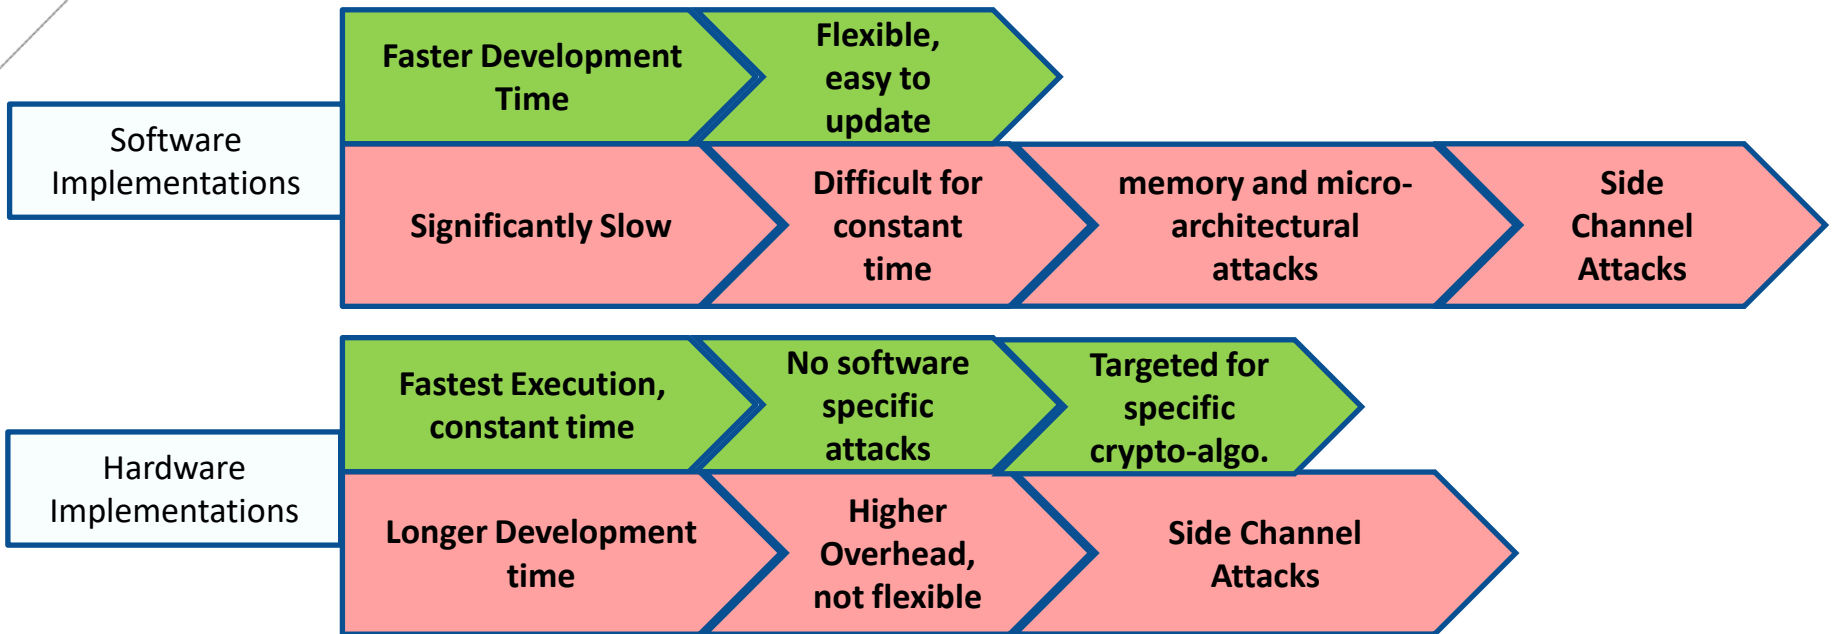 Software
Implementations
Faster Development
Time
Flexible,
easy to
update
Significantly Slow
Difficult for
constant
time
memory and micro-
architectural
attacks
Side
Channel
Attacks
Hardware
Implementations
Fastest Execution,
constant time
No software
specific
attacks
Targeted for
specific
crypto-algo.
Longer Development
time
Higher
Overhead,
not flexible
Side Channel
Attacks